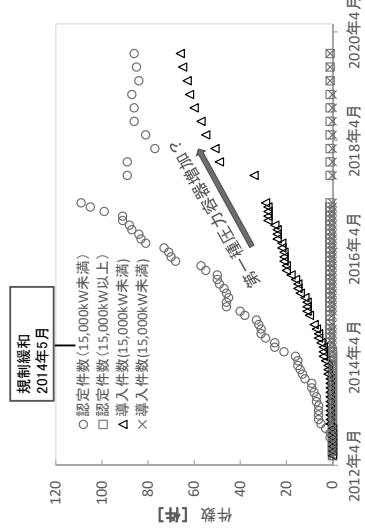 規制緩和
2014年5月
○認定件数(15,000kW未満)
□認定件数(15,000kW以上)
△導入件数(15,000kW未満)
×導入件数(15,000kW以上)
第一種圧力容器増加?
件数【件】
120
100
80
60
40
20
0
2012年4月
2014年4月
2016年4月
2018年4月
2020年4月